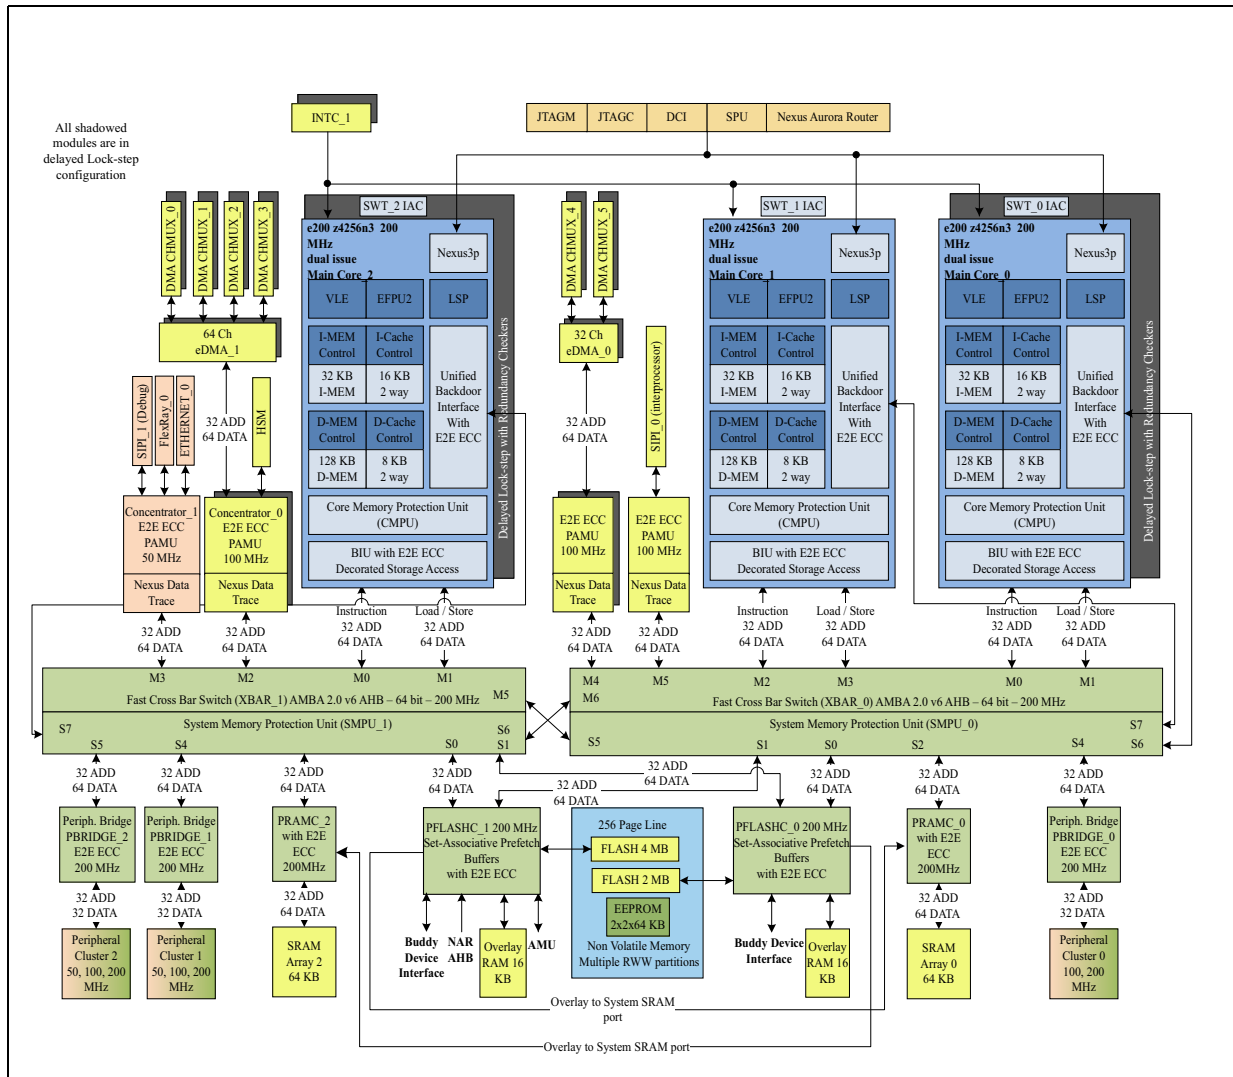 All shadowed
modules are in
delayed Lock-step
configuration
INTC_1
JTAGM
JTAGC
DCI
SPU
Nexus Aurora Router
DMA CHMUX_0
DMA CHMUX_1
DMA CHMUX_2
DMA CHMUX_3
64 Ch
eDMA_1
32 ADD
64 DATA
SIPI_1 (Debug)
FlexRay_0
ETHERNET_0
HSM
Concentrator_1
E2E ECC
PAMU
50 MHz
Nexus Data
Trace
Concentrator_0
E2E ECC
PAMU
100 MHz
Nexus Data
Trace
SWT_2 IAC
e200 z4256n3 200
MHz
dual issue
Main Core_2
Nexus3p
VLE
EFPU2
LSP
I-MEM
Control
I-Cache
Control
32 KB
I-MEM
16 KB
2 way
D-MEM
Control
D-Cache
Control
128 KB
D-MEM
8 KB
2 way
Unified
Backdoor
Interface
With
E2E ECC
Core Memory Protection Unit
(CMPU)
BIU with E2E ECC
Decorated Storage Access
Delayed Lock-step with Redundancy Checkers
DMA CHMUX_4
DMA CHMUX_5
32 Ch
eDMA_0
32 ADD
64 DATA
SIPI_0 (interprocessor)
E2E ECC
PAMU
100 MHz
Nexus Data
Trace
E2E ECC
PAMU
100 MHz
Nexus Data
Trace
SWT_1 IAC
e200 z4256n3 200
MHz
dual issue
Main Core_1
Nexus3p
VLE
EFPU2
LSP
I-MEM
Control
I-Cache
Control
32 KB
I-MEM
16 KB
2 way
D-MEM
Control
D-Cache
Control
128 KB
D-MEM
8 KB
2 way
Unified
Backdoor
Interface
With
E2E ECC
Core Memory Protection Unit
(CMPU)
BIU with E2E ECC
Decorated Storage Access
SWT_0 IAC
e200 z4256n3 200
MHz
dual issue
Main Core_0
Nexus3p
VLE
EFPU2
LSP
I-MEM
Control
I-Cache
Control
32 KB
I-MEM
16 KB
2 way
D-MEM
Control
D-Cache
Control
128 KB
D-MEM
8 KB
2 way
Unified
Backdoor
Interface
With
E2E ECC
Core Memory Protection Unit
(CMPU)
BIU with E2E ECC
Decorated Storage Access
Delayed Lock-step with Redundancy Checkers
32 ADD
64 DATA
32 ADD
64 DATA
Instruction
32 ADD
64 DATA
Load / Store
32 ADD
64 DATA
32 ADD
64 DATA
32 ADD
64 DATA
Instruction
32 ADD
64 DATA
Load / Store
32 ADD
64 DATA
Instruction
32 ADD
64 DATA
Load / Store
32 ADD
64 DATA
M3
M2
M0
M1
M5
Fast Cross Bar Switch (XBAR_1) AMBA 2.0 v6 AHB – 64 bit – 200 MHz
System Memory Protection Unit (SMPU_1)
S7
S5
S4
S0
S6
S1
M4
M6
M5
M2
M3
M0
M1
Fast Cross Bar Switch (XBAR_0) AMBA 2.0 v6 AHB – 64 bit – 200 MHz
System Memory Protection Unit (SMPU_0)
S5
S1
S0
S2
S4
S7
S6
32 ADD
64 DATA
32 ADD
64 DATA
32 ADD
64 DATA
32 ADD
64 DATA
32 ADD
64 DATA
32 ADD
64 DATA
32 ADD
64 DATA
32 ADD
64 DATA
32 ADD
64 DATA
Periph. Bridge
PBRIDGE_2
E2E ECC
200 MHz
Periph. Bridge
PBRIDGE_1
E2E ECC
200 MHz
PRAMC_2
with E2E
ECC
200MHz
PFLASHC_1 200 MHz
Set-Associative Prefetch
Buffers
with E2E ECC
256 Page Line
FLASH 4 MB
FLASH 2 MB
EEPROM
2x2x64 KB
Non Volatile Memory
Multiple RWW partitions
PFLASHC_0 200 MHz
Set-Associative Prefetch
Buffers
with E2E ECC
PRAMC_0
with E2E
ECC
200MHz
Periph. Bridge
PBRIDGE_0
E2E ECC
200 MHz
32 ADD
32 DATA
32 ADD
32 DATA
32 ADD
64 DATA
32 ADD
64 DATA
32 ADD
32 DATA
Peripheral
Cluster 2
50, 100, 200
MHz
Peripheral
Cluster 1
50, 100, 200
MHz
SRAM
Array 2
64 KB
Buddy
Device
Interface
NAR
AHB
Overlay
RAM 16
KB
AMU
Buddy Device
Interface
Overlay
RAM 16
KB
SRAM
Array 0
64 KB
Peripheral
Cluster 0
100, 200
MHz
Overlay to System SRAM
port
Overlay to System SRAM port